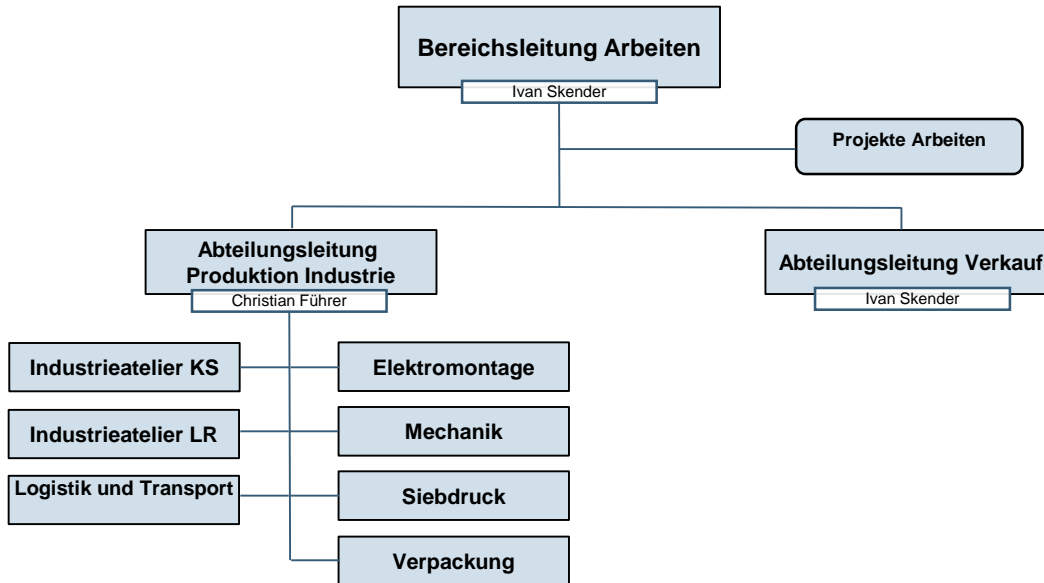 Bereichsleitung Arbeiten
Ivan Skender
Projekte Arbeiten
Abteilungsleitung
Produktion Industrie
Christian Führer
Abteilungsleitung Verkauf
Ivan Skender
Industrieatelier KS
Elektromontage
Industrieatelier LR
Mechanik
Logistik und Transport
Siebdruck
Verpackung